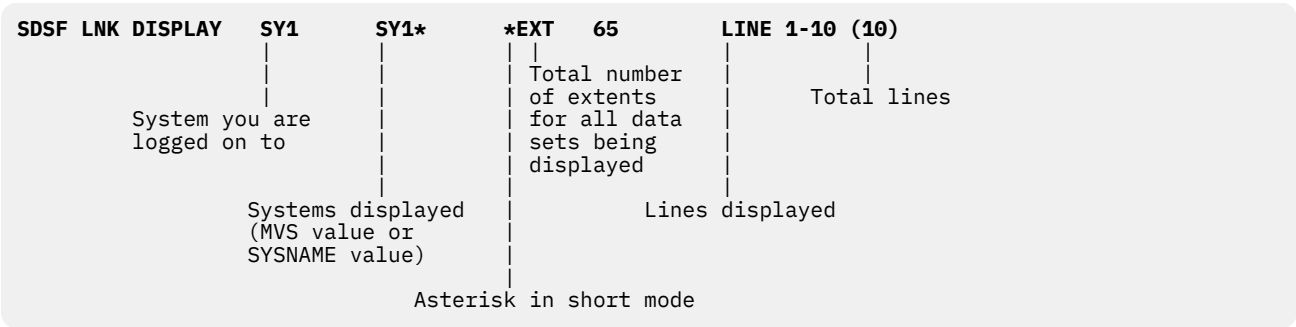 SDSF LNK DISPLAY SY1 SY1* *EXT 65 LINE 1-10 (10)
Total number
of extents Total lines
System you are for all data
logged on to sets being
displayed
Systems displayed Lines displayed
(MVS value or
SYSNAME value)
Asterisk in short mode